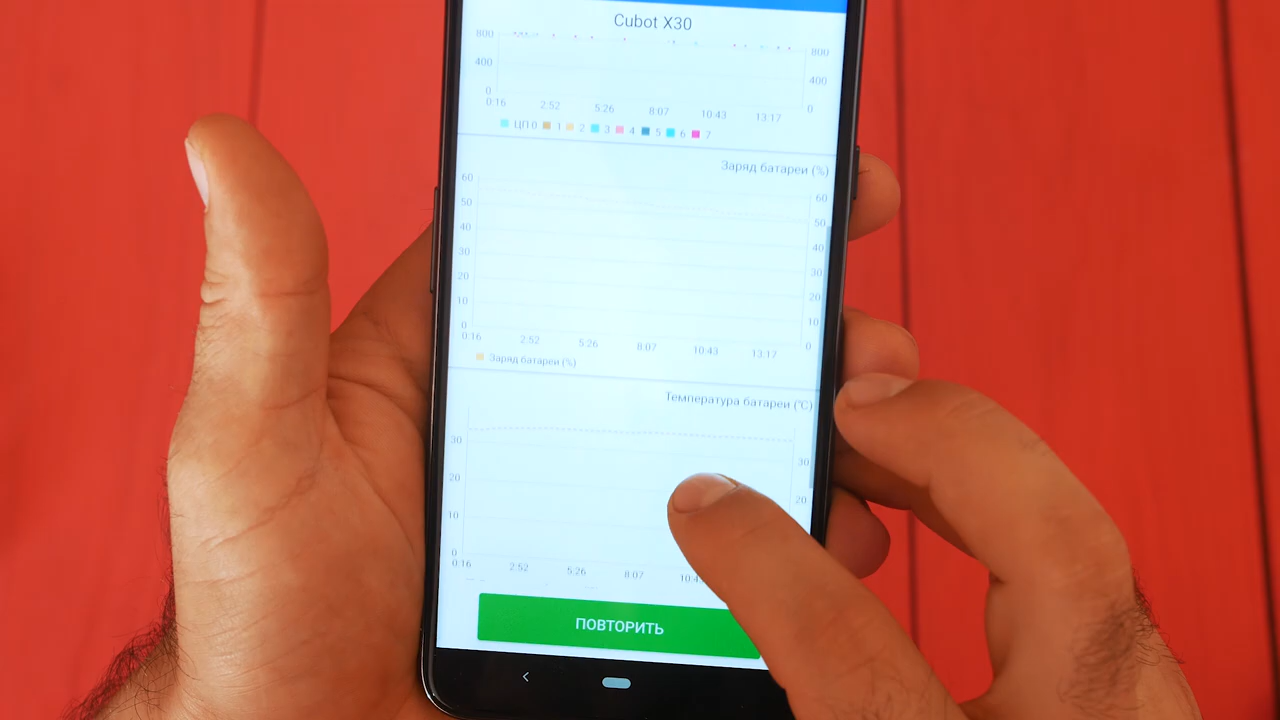 Cubot X30
800 800
400 400
0 0
0:16 2:52 5:26 8:07 10:43 13:17
ЦП 0 1 2 3 4 5 6 7
Заряд батареи (%)
60 60
50 50
40 40
30 30
20 20
10 10
0 0
0:16 2:52 5:26 8:07 10:43 13:17
Заряд батареи (%)
Температура батареи (°C)
30 30
20 20
10
0
0:16 2:52 5:26 8:07
ПОВТОРИТЬ